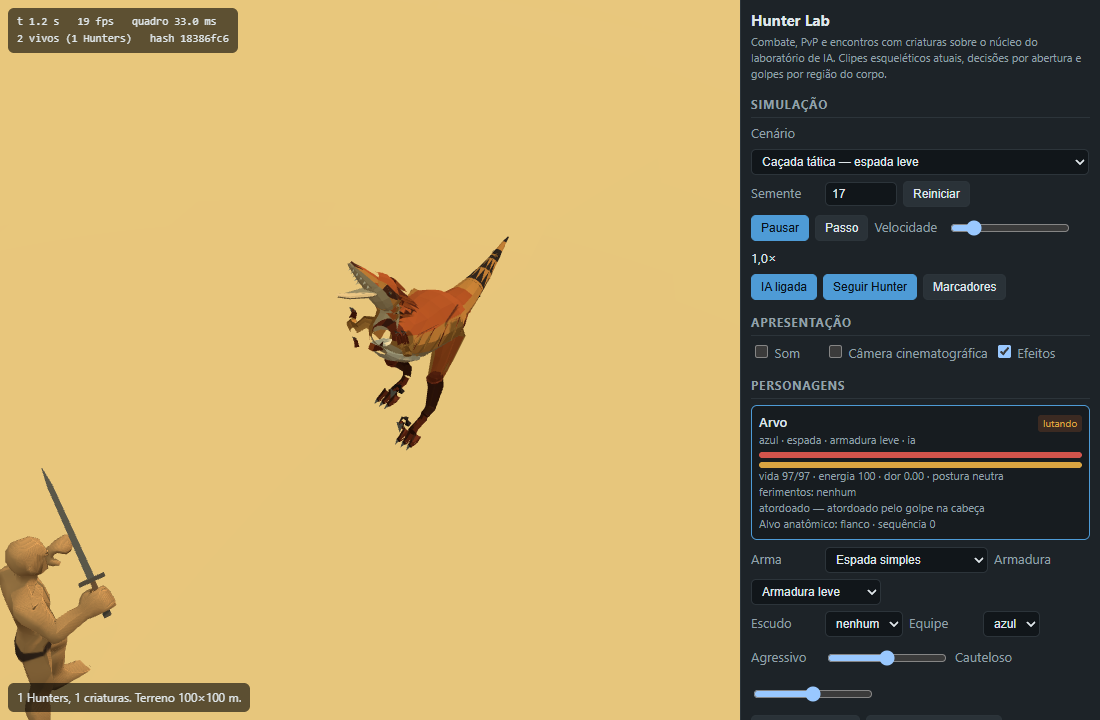 t 1.2 s   19 fps   quadro 33.0 ms
2 vivos (1 Hunters)   hash 18386fc6
1 Hunters, 1 criaturas. Terreno 100×100 m.
Hunter Lab
Combate, PvP e encontros com criaturas sobre o núcleo do
laboratório de IA. Clipes esqueléticos atuais, decisões por abertura e
golpes por região do corpo.
SIMULAÇÃO
Cenário
Caçada tática — espada leve
Semente 17 Reiniciar
Pausar Passo Velocidade
1,0×
IA ligada Seguir Hunter Marcadores
APRESENTAÇÃO
Som Câmera cinematográfica Efeitos
PERSONAGENS
Arvo lutando
azul · espada · armadura leve · ia
vida 97/97 · energia 100 · dor 0.00 · postura neutra
ferimentos: nenhum
atordoado — atordoado pelo golpe na cabeça
Alvo anatômico: flanco · sequência 0
Arma Espada simples Armadura
Armadura leve
Escudo nenhum Equipe azul
Agressivo Cauteloso